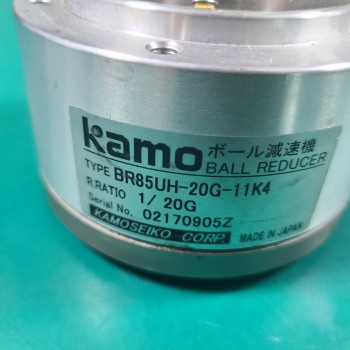 Kamo ボール減速機
BALL REDUCER
TYPE BR85UH-20G-11K4
R.RATIO 1/20G
Serial No. 02170905Z
KAMOSEIKO CORP. MADE IN JAPAN